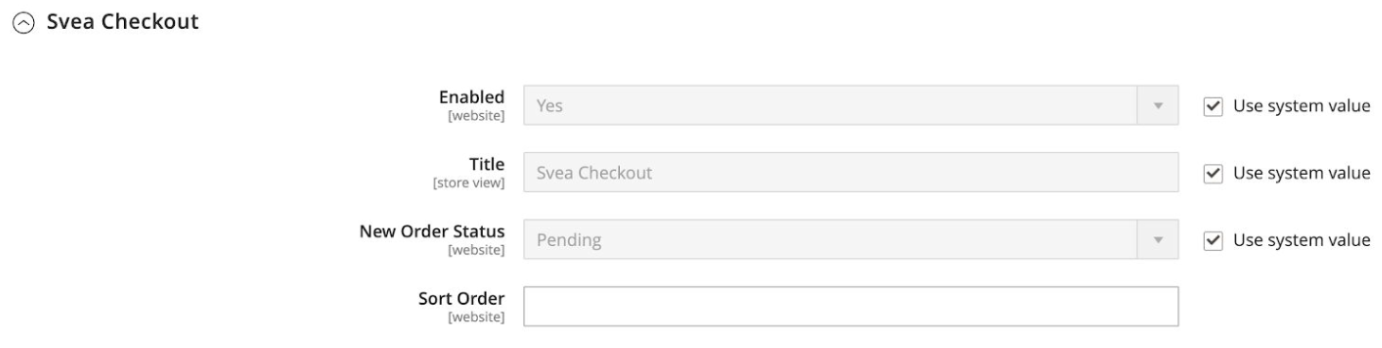 Svea Checkout
Enabled
[website]
Yes
Use system value
Title
[store view]
Svea Checkout
Use system value
New Order Status
[website]
Pending
Use system value
Sort Order
[website]